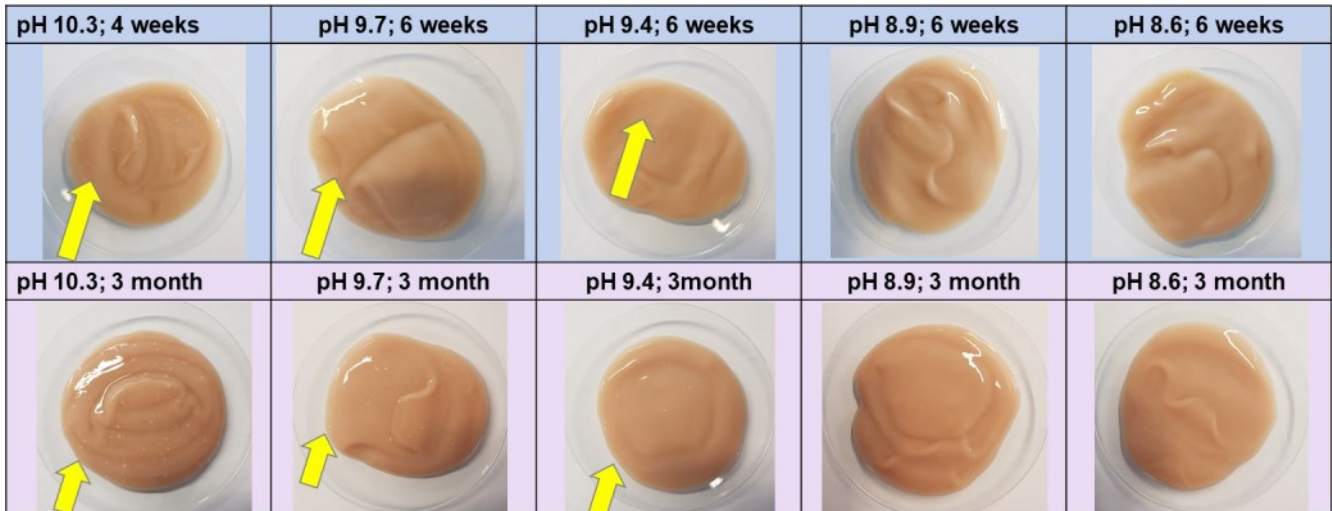 pH 10.3; 4 weeks
pH 9.7; 6 weeks
pH 9.4; 6 weeks
pH 8.9; 6 weeks
pH 8.6; 6 weeks
pH 10.3; 3 month
pH 9.7; 3 month
pH 9.4; 3month
pH 8.9; 3 month
pH 8.6; 3 month